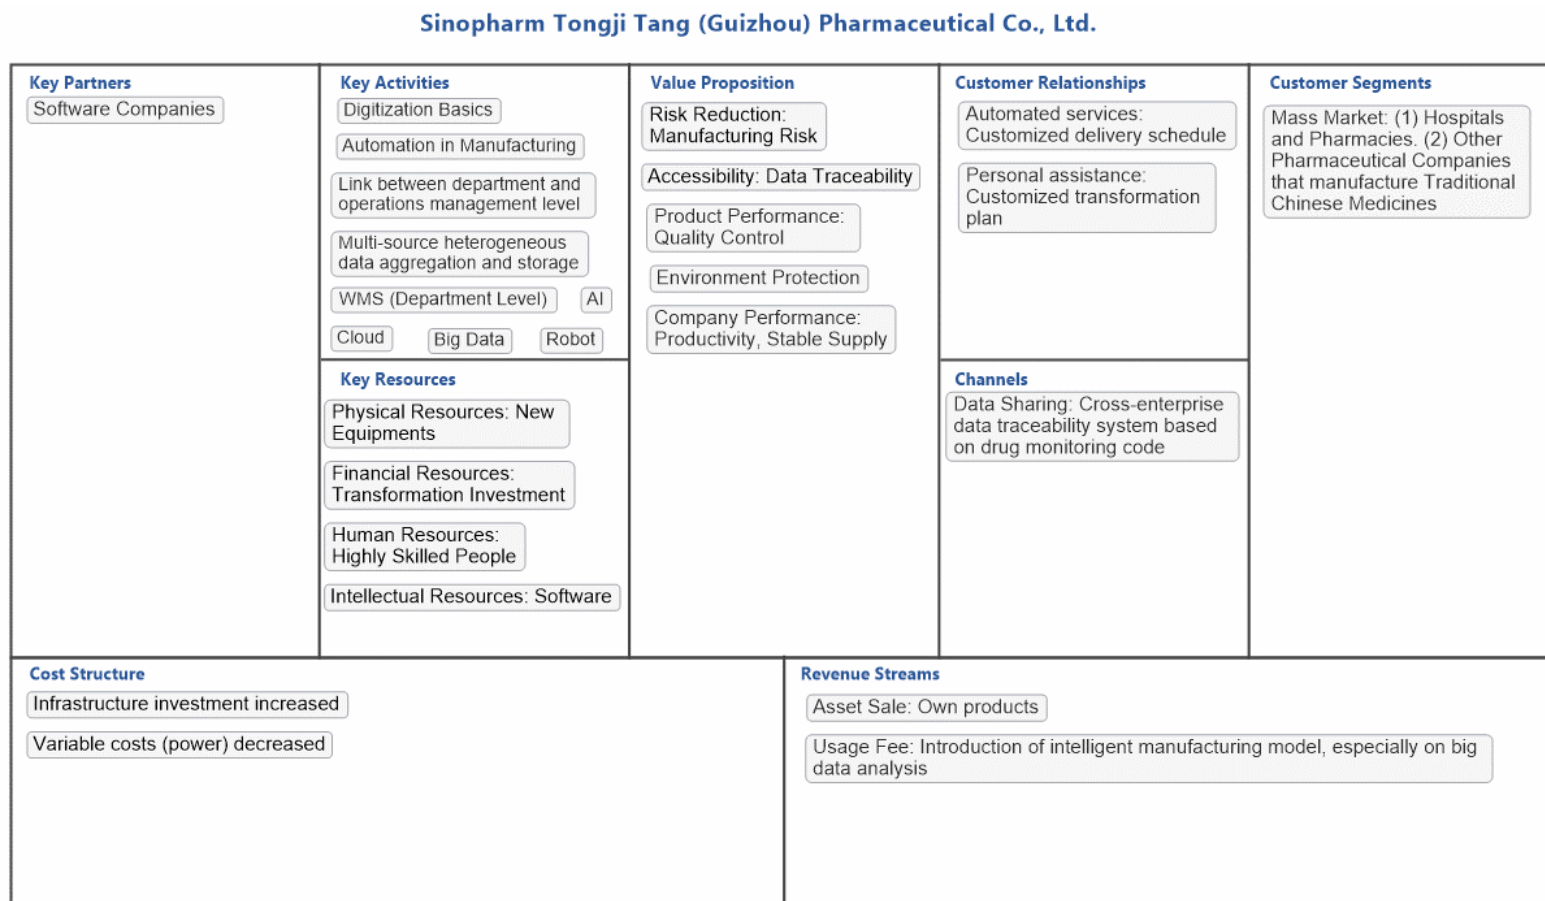 Sinopharm Tongji Tang (Guizhou) Pharmaceutical Co., Ltd.
Key Partners
Software Companies
Key Activities
Digitization Basics
Automation in Manufacturing
Link between department and
operations management level
Multi-source heterogeneous
data aggregation and storage
WMS (Department Level)
AI
Cloud
Big Data
Robot
Key Resources
Physical Resources: New
Equipments
Financial Resources:
Transformation Investment
Human Resources:
Highly Skilled People
Intellectual Resources: Software
Value Proposition
Risk Reduction:
Manufacturing Risk
Accessibility: Data Traceability
Product Performance:
Quality Control
Environment Protection
Company Performance:
Productivity, Stable Supply
Customer Relationships
Automated services:
Customized delivery schedule
Personal assistance:
Customized transformation
plan
Channels
Data Sharing: Cross-enterprise
data traceability system based
on drug monitoring code
Customer Segments
Mass Market: (1) Hospitals
and Pharmacies. (2) Other
Pharmaceutical Companies
that manufacture Traditional
Chinese Medicines
Cost Structure
Infrastructure investment increased
Variable costs (power) decreased
Revenue Streams
Asset Sale: Own products
Usage Fee: Introduction of intelligent manufacturing model, especially on big
data analysis